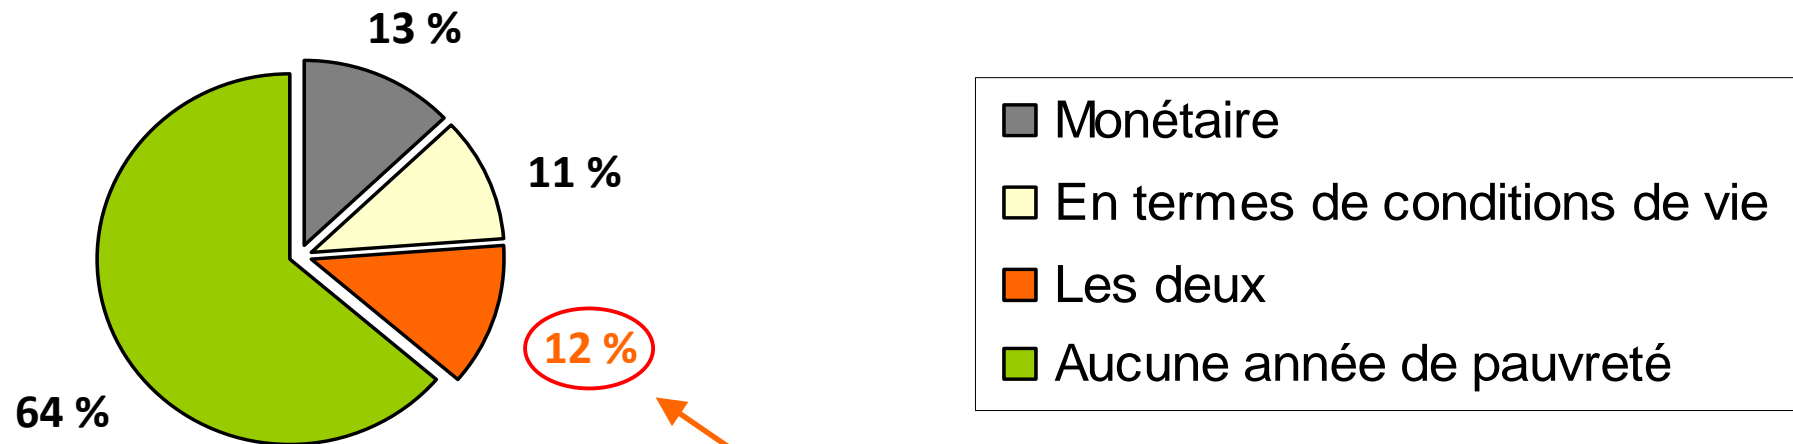 13 %
11 %
12 %
64 %
Monétaire
En termes de conditions de vie
Les deux
Aucune année de pauvreté